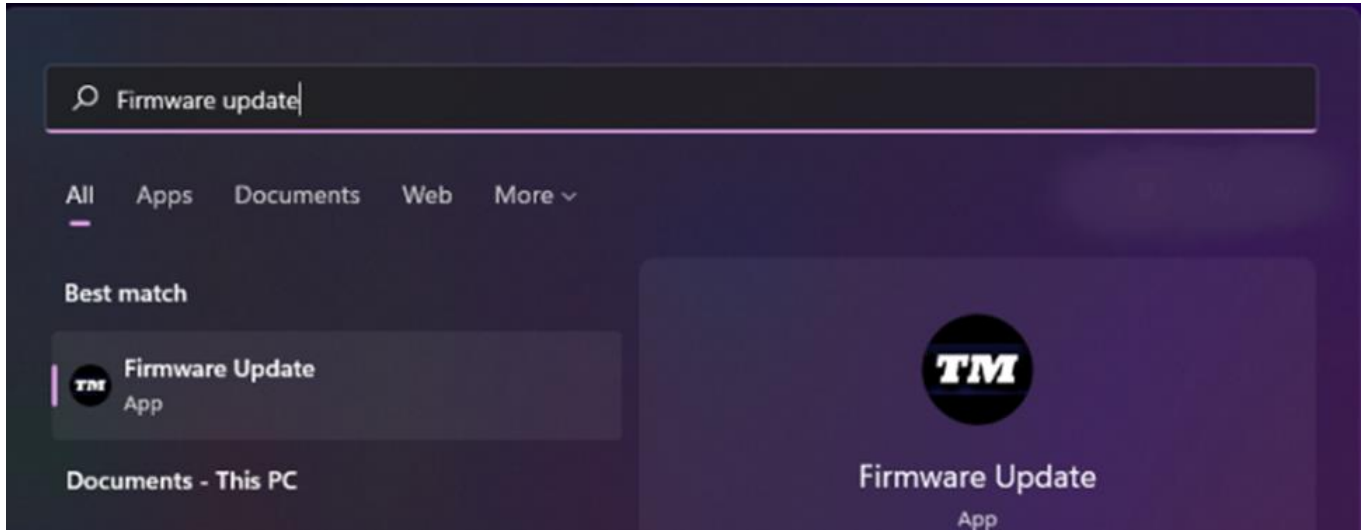 Firmware update
All Apps Documents Web More
Best match
Firmware Update
TM App
Documents - This PC
TM
Firmware Update
App